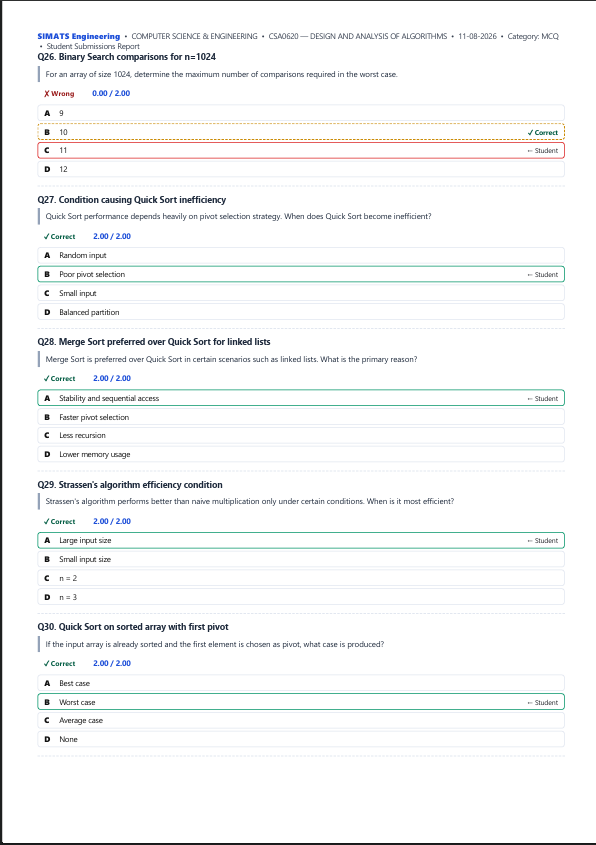 SIMATS Engineering • COMPUTER SCIENCE & ENGINEERING • CSA0620 — DESIGN AND ANALYSIS OF ALGORITHMS • 11-08-2026 • Category: MCQ
• Student Submissions Report
Q26. Binary Search comparisons for n=1024
For an array of size 1024, determine the maximum number of comparisons required in the worst case.
✗ Wrong 0.00 / 2.00
A 9
B 10 ✓ Correct
C 11 ← Student
D 12
Q27. Condition causing Quick Sort inefficiency
Quick Sort performance depends heavily on pivot selection strategy. When does Quick Sort become inefficient?
✓ Correct 2.00 / 2.00
A Random input
B Poor pivot selection ← Student
C Small input
D Balanced partition
Q28. Merge Sort preferred over Quick Sort for linked lists
Merge Sort is preferred over Quick Sort in certain scenarios such as linked lists. What is the primary reason?
✓ Correct 2.00 / 2.00
A Stability and sequential access ← Student
B Faster pivot selection
C Less recursion
D Lower memory usage
Q29. Strassen's algorithm efficiency condition
Strassen's algorithm performs better than naive multiplication only under certain conditions. When is it most efficient?
✓ Correct 2.00 / 2.00
A Large input size ← Student
B Small input size
C n = 2
D n = 3
Q30. Quick Sort on sorted array with first pivot
If the input array is already sorted and the first element is chosen as pivot, what case is produced?
✓ Correct 2.00 / 2.00
A Best case
B Worst case ← Student
C Average case
D None